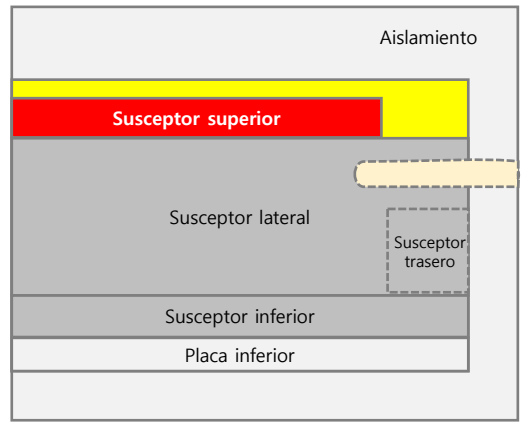 Aislamiento
Susceptor superior
Susceptor lateral
Susceptor
trasero
Susceptor inferior
Placa inferior